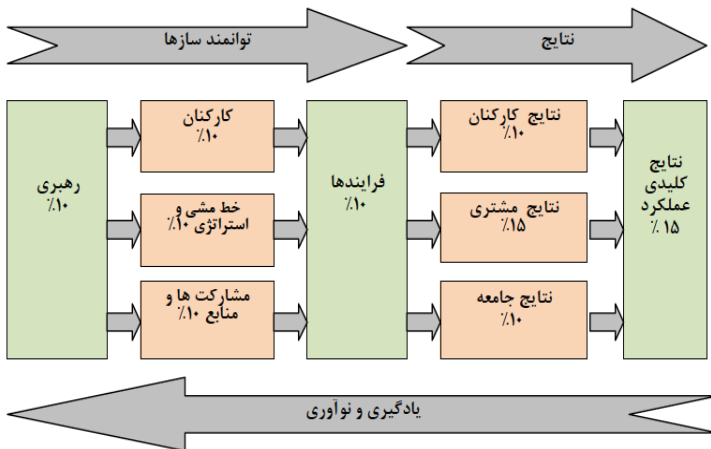 توانمند سازها
نتایج
رهبری
٪۱۰
کارکنان
٪۱۰
خط مشی و
استراتژی ۱۰٪
مشارکت ها و
منابع ۱۰٪
فرایندها
٪۱۰
نتایج کارکنان
٪۱۰
نتایج مشتری
٪۱۵
نتایج جامعه
٪۱۰
نتایج
کلیدی
عملکرد
۱۵ ٪
یادگیری و نوآوری